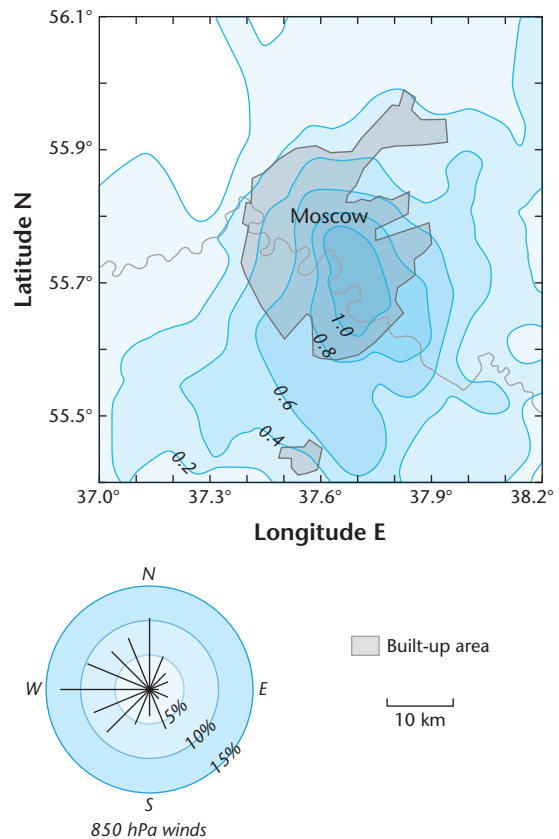 56.1°
55.9°
55.7°
55.5°
Latitude N
Moscow
1.0
0.8
0.6
0.4
0.2
37.0° 37.3° 37.6° 37.9° 38.2°
Longitude E
N
W E
S
5%
10%
15%
850 hPa winds
Built-up area
10 km